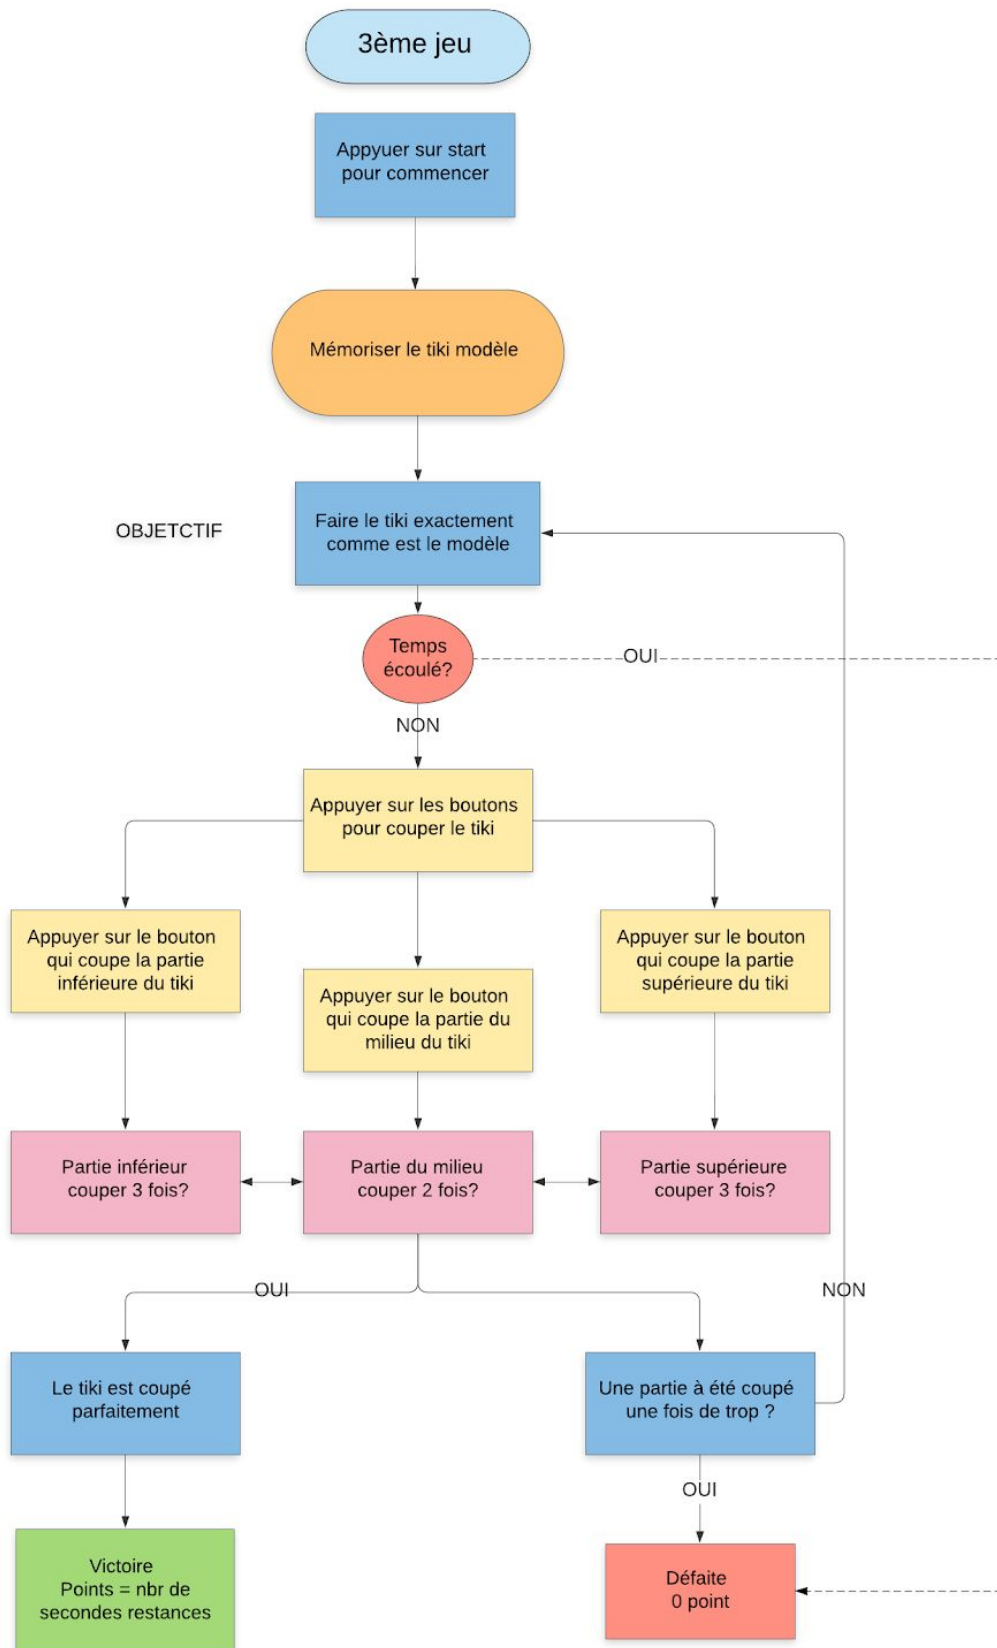 3ème jeu
Appyuer sur start
pour commencer
Mémoriser le tiki modèle
OBJETCTIF
Faire le tiki exactement
comme est le modèle
Temps
écoulé?
OUI
NON
Appuyer sur les boutons
pour couper le tiki
Appuyer sur le bouton
qui coupe la partie
inférieure du tiki
Appuyer sur le bouton
qui coupe la partie du
milieu du tiki
Appuyer sur le bouton
qui coupe la partie
supérieure du tiki
Partie inférieur
couper 3 fois?
Partie du milieu
couper 2 fois?
Partie supérieure
couper 3 fois?
OUI
NON
Le tiki est coupé
parfaitement
Une partie à été coupé
une fois de trop ?
OUI
Victoire
Points = nbr de
secondes restances
Défaite
0 point